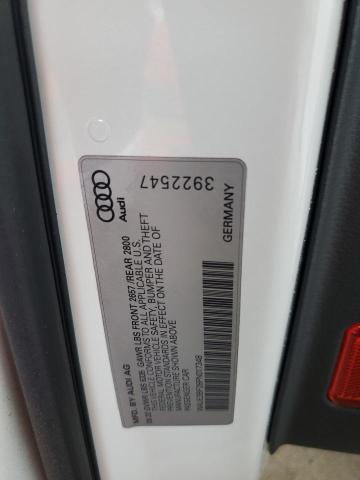 Audi
3922547
GERMANY
MFD. BY AUDI AG
GAWR LBS FRONT 2657 /REAR 2800
THIS VEHICLE CONFORMS TO ALL APPLICABLE U.S.
FEDERAL MOTOR VEHICLE SAFETY, BUMPER AND THEFT
PREVENTION STANDARDS IN EFFECT ON THE DATE OF
MANUFACTURE SHOWN ABOVE
PASSENGER CAR